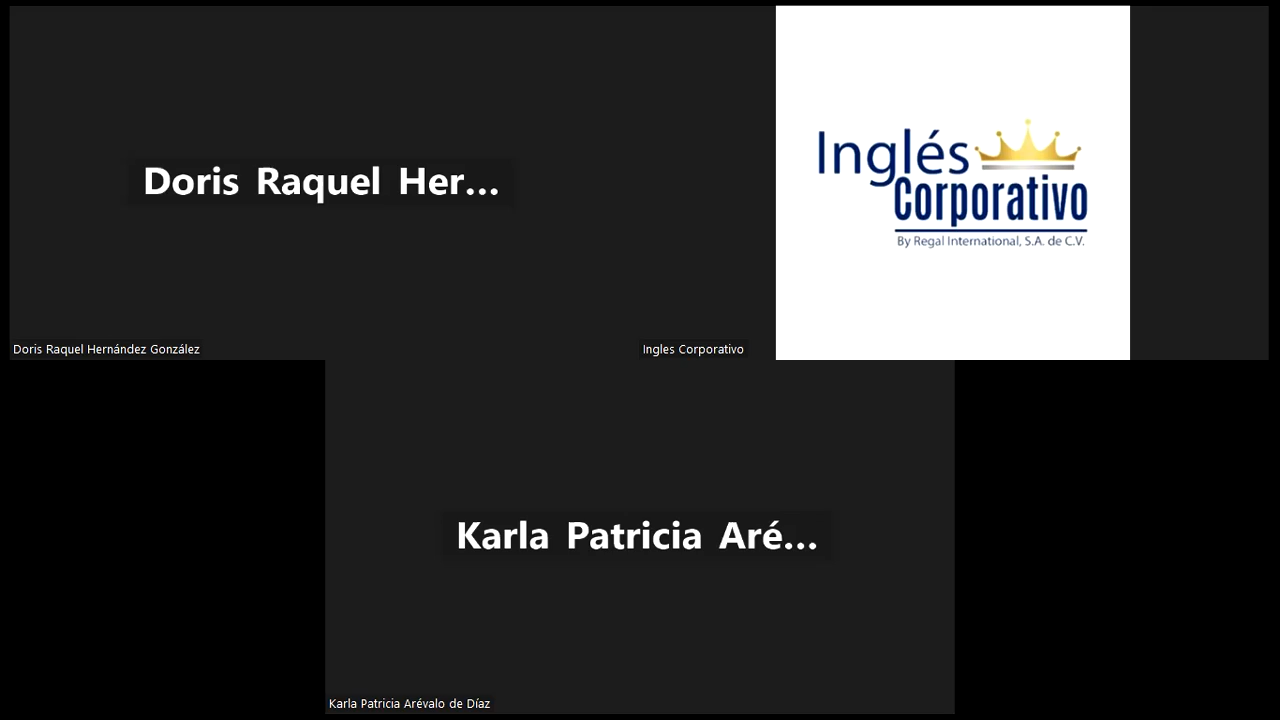 Doris Raquel Her...
Inglés
Corporativo
By Regal International, S.A. de C.V.
Doris Raquel Hernández González
Ingles Corporativo
Karla Patricia Aré...
Karla Patricia Arévalo de Díaz